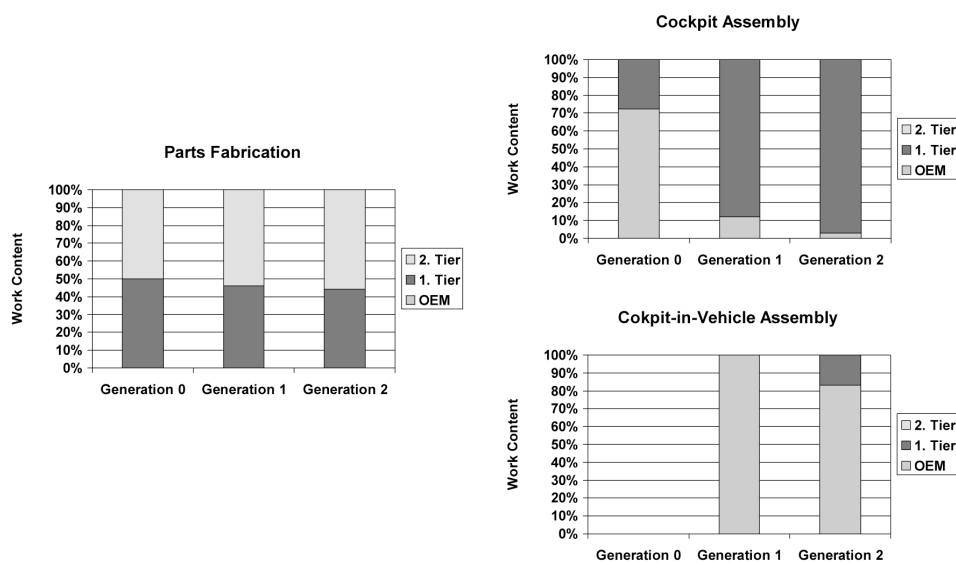 Parts Fabrication
Work Content
100%
90%
80%
70%
60%
50%
40%
30%
20%
10%
0%
Generation 0 Generation 1 Generation 2
2. Tier
1. Tier
OEM
Cockpit Assembly
Work Content
100%
90%
80%
70%
60%
50%
40%
30%
20%
10%
0%
Generation 0 Generation 1 Generation 2
2. Tier
1. Tier
OEM
Cokpit-in-Vehicle Assembly
Work Content
100%
90%
80%
70%
60%
50%
40%
30%
20%
10%
0%
Generation 0 Generation 1 Generation 2
2. Tier
1. Tier
OEM